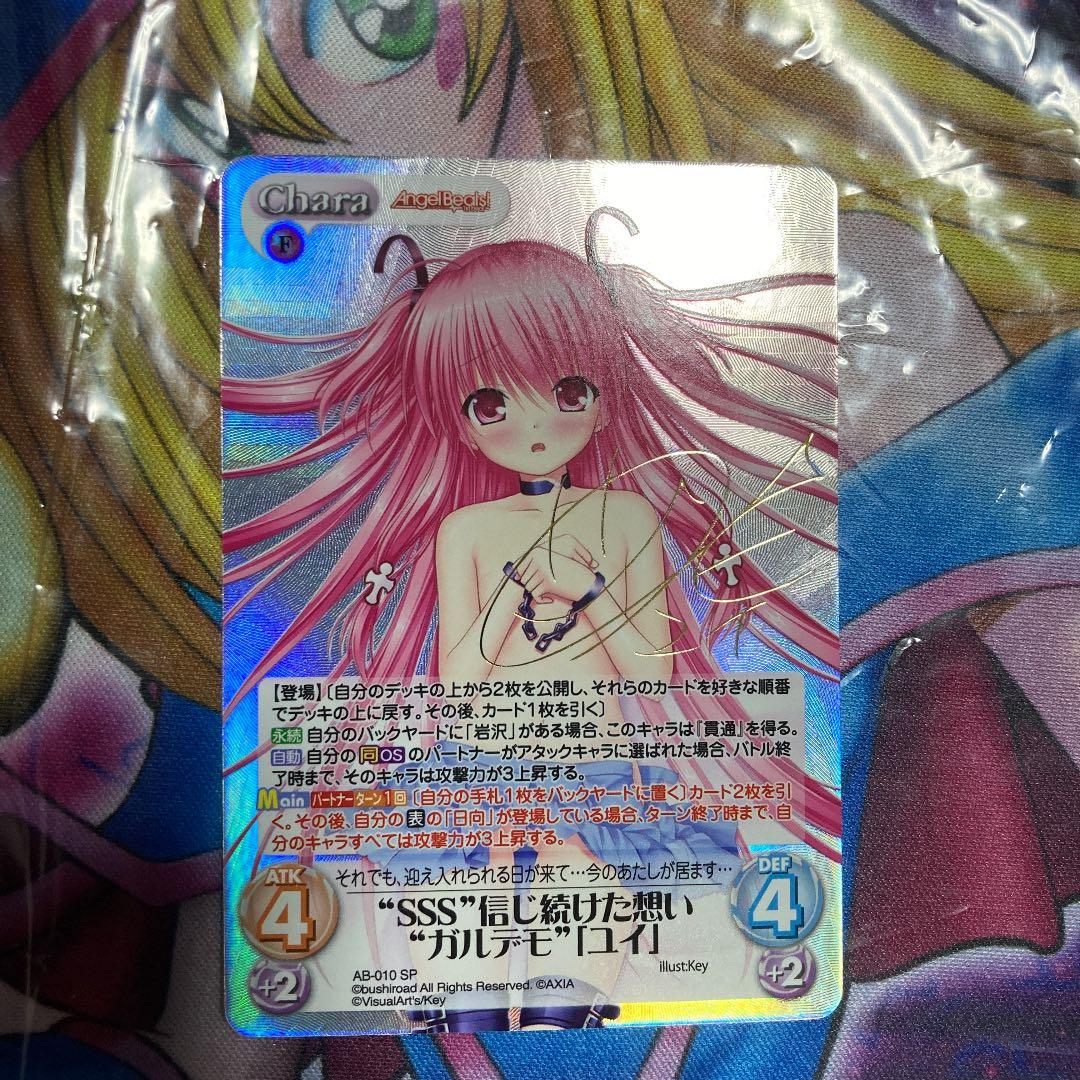 Chara AngelBeats!
F
【登場】〔自分のデッキの上から2枚を公開し、それらのカードを好きな順番
でデッキの上に戻す。その後、カード1枚を引く〕
永続 自分のバックヤードに「岩沢」がある場合、このキャラは「貫通」を得る。
自動 自分の同OSのパートナーがアタックキャラに選ばれた場合、バトル終
了時まで、そのキャラは攻撃力が3上昇する。
Main パートナーターン1回〔自分の手札1枚をバックヤードに置く〕カード2枚を引
く。その後、自分の表の「日向」が登場している場合、ターン終了時まで、自
分のキャラすべては攻撃力が3上昇する。
それでも、迎え入れられる日が来て…今のあたしが居ます…
ATK
4
+2
“SSS”信じ続けた想い
“ガルデモ”「ユイ」
DEF
4
+2
illust:Key
AB-010 SP
©bushiroad All Rights Reserved. ©AXIA
©VisualArt's/Key